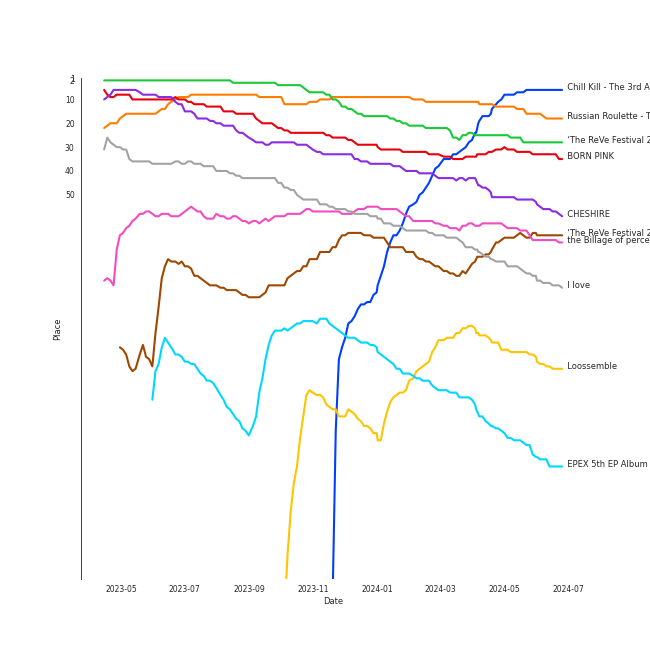 1
2
10
20
30
40
50
Place
Chill Kill - The 3rd A
Russian Roulette - T
'The ReVe Festival 2
BORN PINK
CHESHIRE
'The ReVe Festival 2
the Billage of perce
I love
Loossemble
EPEX 5th EP Album
2023-05
2023-07
2023-09
2023-11
2024-01
2024-03
2024-05
2024-07
Date